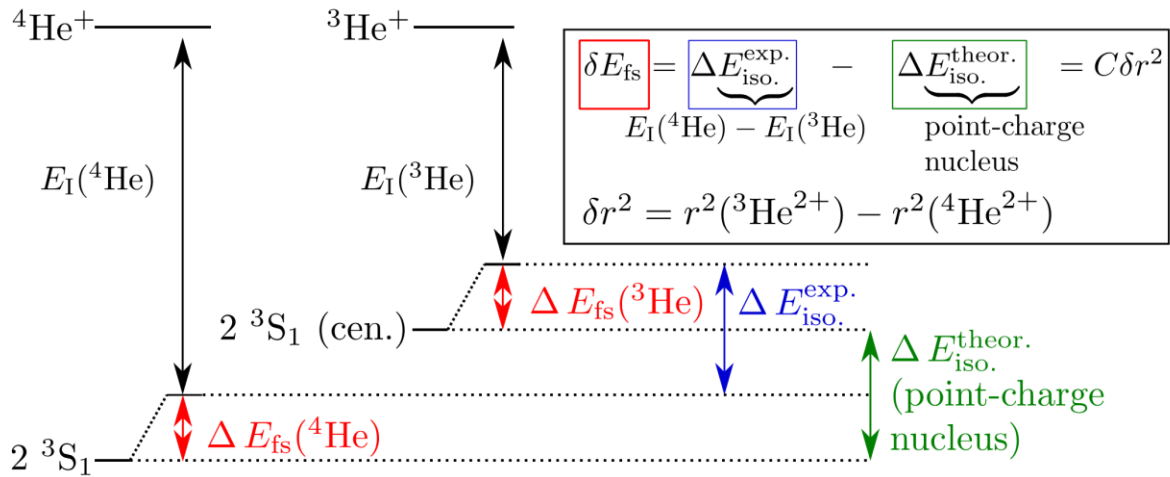 ⁴He⁺
³He⁺
δE_fs = ΔE_iso.^exp. − ΔE_iso.^theor. = Cδr²
E_I(⁴He) − E_I(³He)
point-charge
nucleus
δr² = r²(³He²⁺) − r²(⁴He²⁺)
E_I(⁴He)
E_I(³He)
Δ E_fs(³He)
Δ E_iso.^exp.
2 ³S₁ (cen.)
Δ E_iso.^theor.
(point-charge
nucleus)
Δ E_fs(⁴He)
2 ³S₁